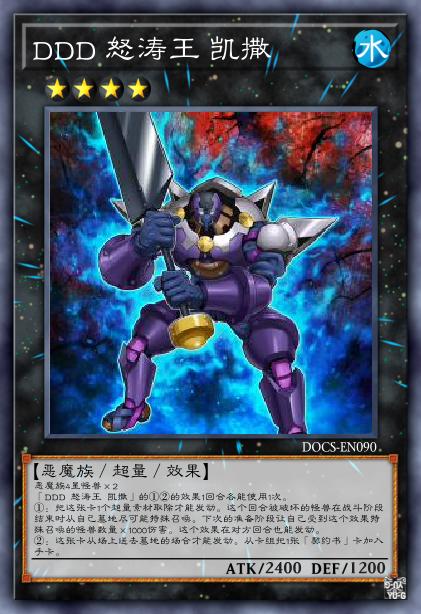 DDD 怒涛王 凯撒
水
DOCS-EN090
【恶魔族／超量／效果】
恶魔族4星怪兽×2
「DDD 怒涛王 凯撒」的①②的效果1回合各能使用1次。
①：把这张卡1个超量素材取除才能发动。这个回合被破坏的怪兽在战斗阶段
结束时从自己墓地尽可能特殊召唤。下次的准备阶段让自己受到这个效果特
殊召唤的怪兽数量×1000伤害。这个效果在对方回合也能发动。
②：这张卡从场上送去墓地的场合才能发动。从卡组把1张「契约书」卡加入
手卡。
ATK/2400 DEF/1200